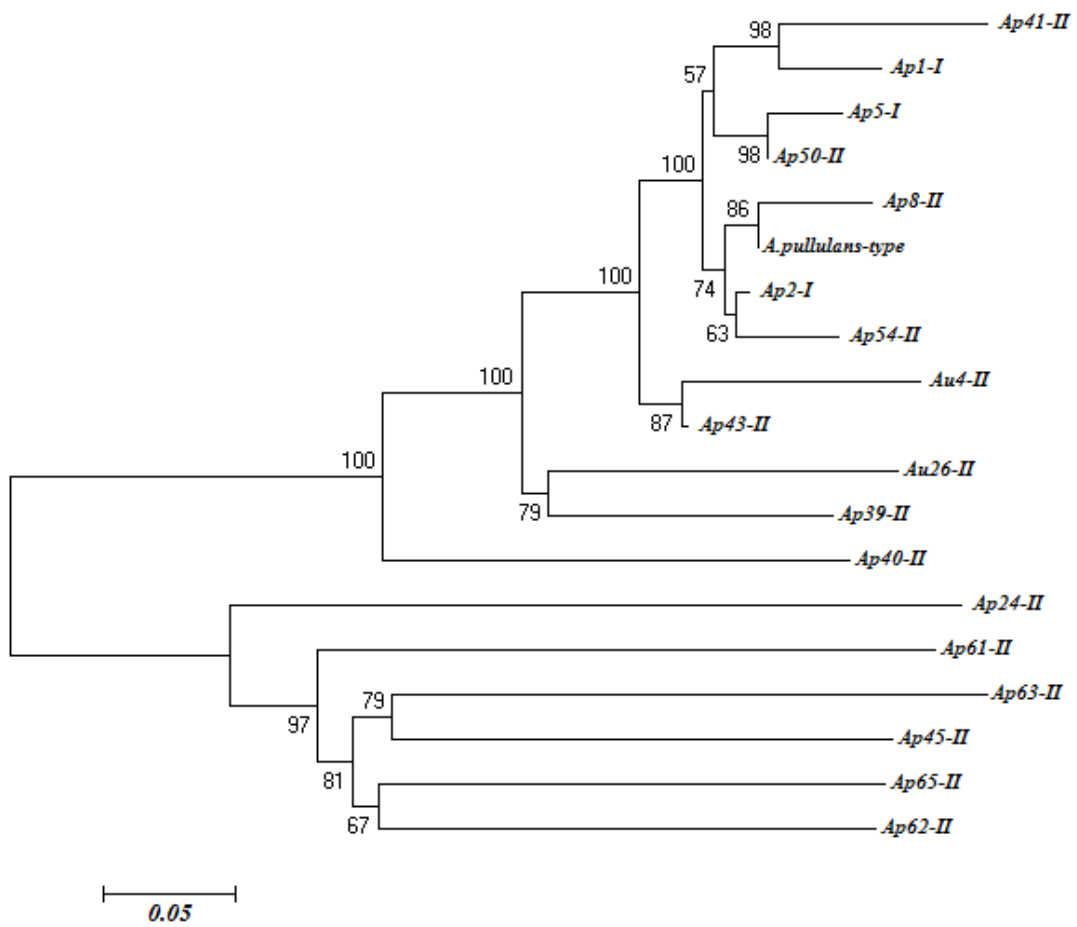 98
Ap41-II
Ap1-I
57
Ap5-I
98
Ap50-II
100
86
Ap8-II
A.pullulans-type
100
74
Ap2-I
63
Ap54-II
100
Au4-II
87
Ap43-II
100
Au26-II
79
Ap39-II
Ap40-II
Ap24-II
Ap61-II
97
79
Ap63-II
Ap45-II
81
Ap65-II
67
Ap62-II
0.05